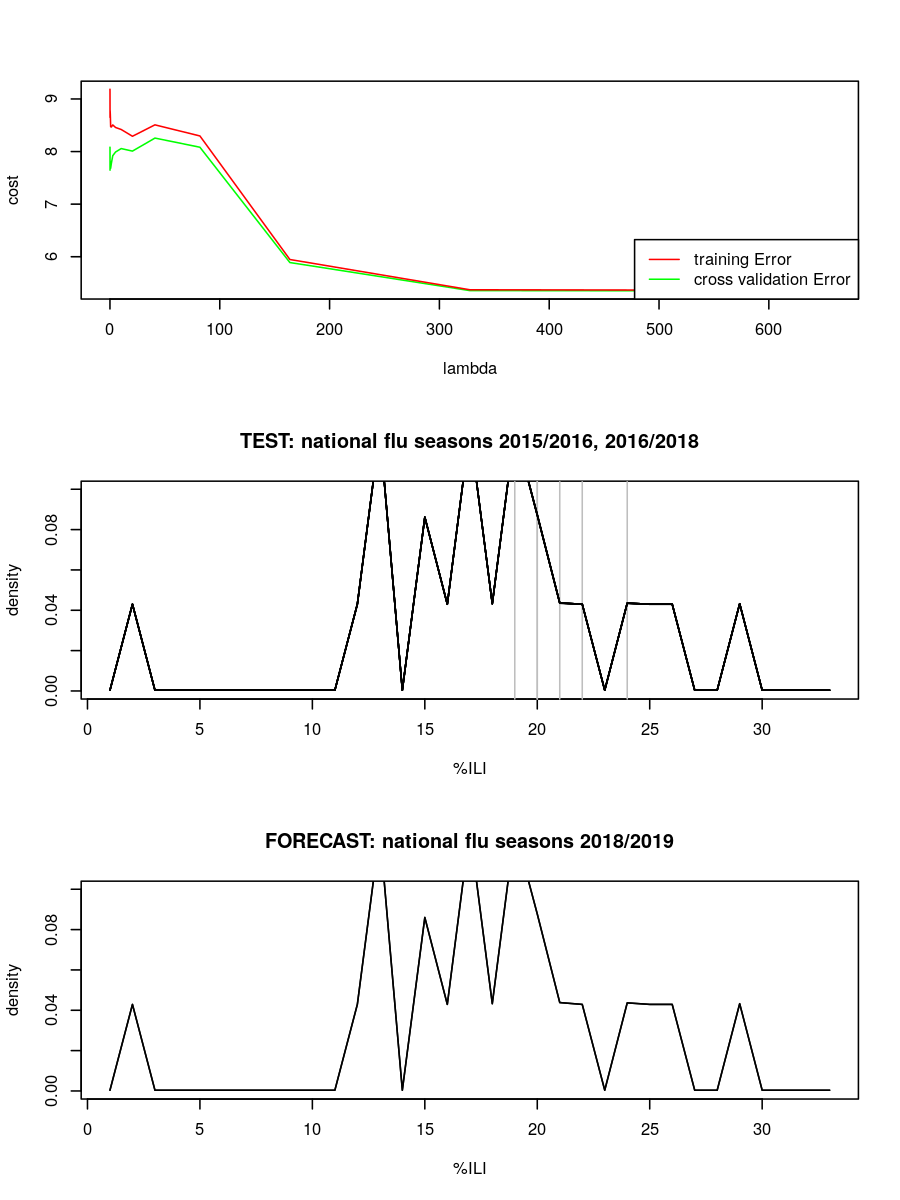 9
8
7
6
cost
training Error
cross validation Error
0 100 200 300 400 500 600
lambda
TEST: national flu seasons 2015/2016, 2016/2018
0.08
0.04
0.00
density
0 5 10 15 20 25 30
%ILI
FORECAST: national flu seasons 2018/2019
0.08
0.04
0.00
density
0 5 10 15 20 25 30
%ILI